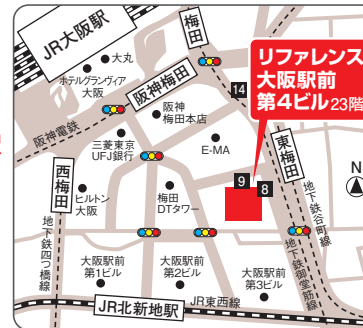 JR大阪駅
梅田
大丸
ホテルグランヴィア
大阪
阪神梅田
リファレンス
大阪駅前
第4ビル23階
14
阪神電鉄
阪神
梅田本店
三菱東京
UFJ銀行
E-MA
東梅田
N
西梅田
ヒルトン
大阪
梅田
DTタワー
9
8
地下鉄谷町線
地下鉄四つ橋線
地下鉄御堂筋線
大阪駅前
第1ビル
大阪駅前
第2ビル
大阪駅前
第3ビル
JR東西線
JR北新地駅